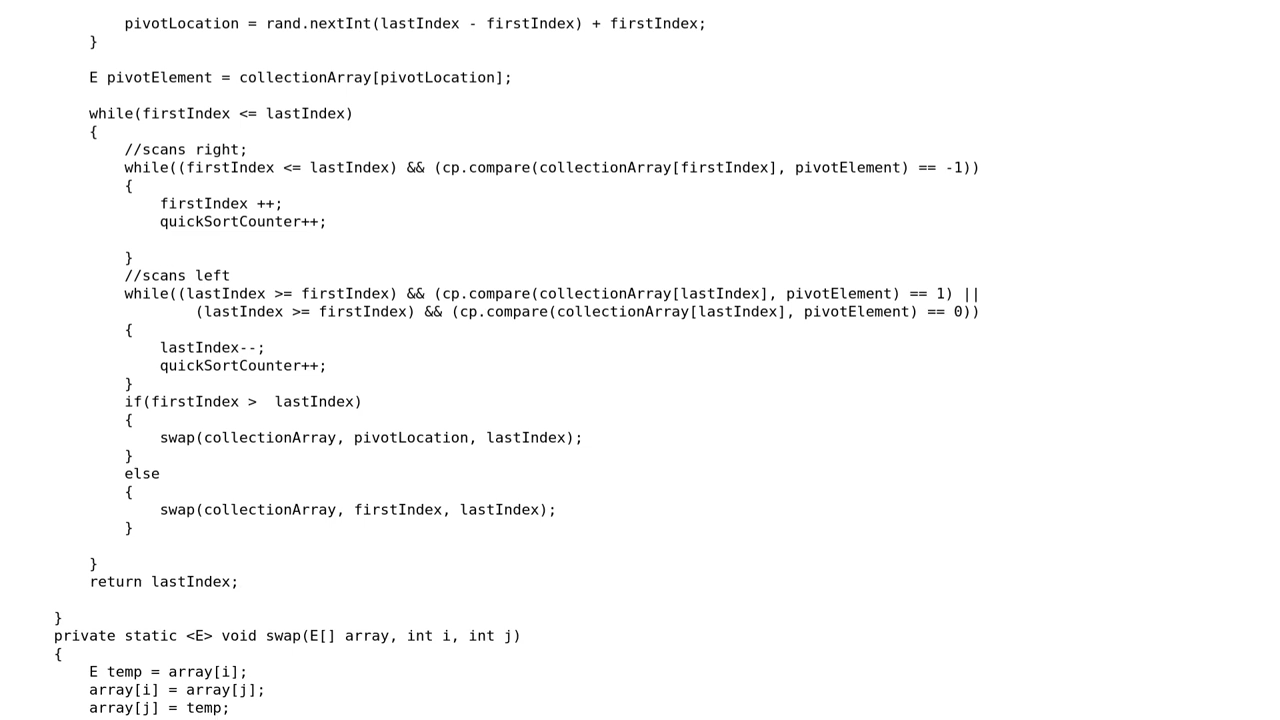 pivotLocation = rand.nextInt(lastIndex - firstIndex) + firstIndex;
}
E pivotElement = collectionArray[pivotLocation];
while(firstIndex <= lastIndex)
{
//scans right;
while((firstIndex <= lastIndex) && (cp.compare(collectionArray[firstIndex], pivotElement) == -1))
{
firstIndex ++;
quickSortCounter++;
}
//scans left
while((lastIndex >= firstIndex) && (cp.compare(collectionArray[lastIndex], pivotElement) == 1) ||
(lastIndex >= firstIndex) && (cp.compare(collectionArray[lastIndex], pivotElement) == 0))
{
lastIndex--;
quickSortCounter++;
}
if(firstIndex >  lastIndex)
{
swap(collectionArray, pivotLocation, lastIndex);
}
else
{
swap(collectionArray, firstIndex, lastIndex);
}
}
return lastIndex;
}
private static <E> void swap(E[] array, int i, int j)
{
E temp = array[i];
array[i] = array[j];
array[j] = temp;